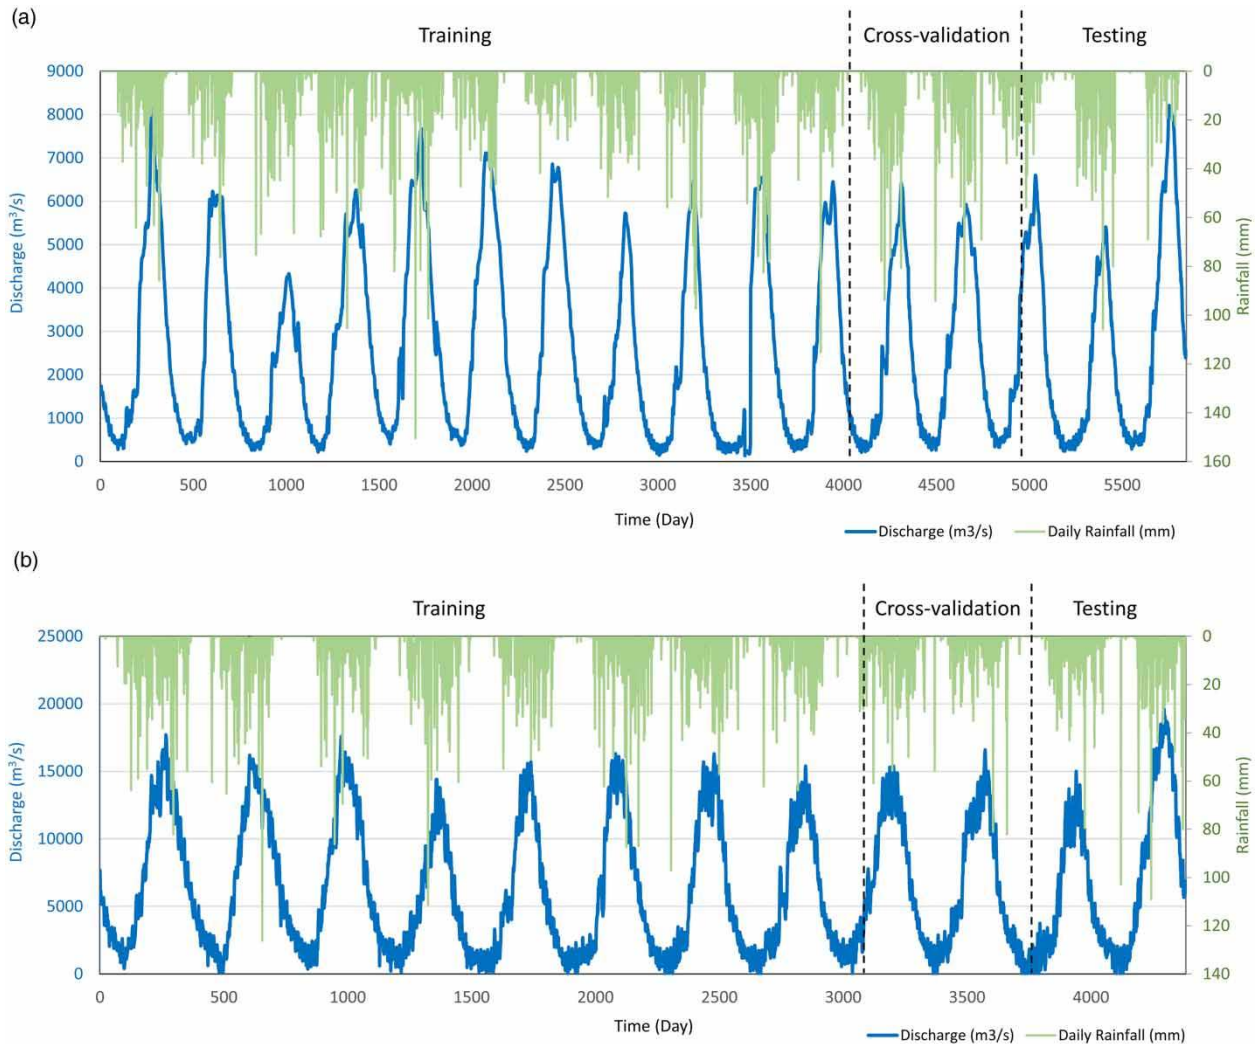 (a)
Training Cross-validation Testing
9000 0
8000 20
7000 40
6000 60
5000 80
4000 100
3000 120
2000 140
1000
0 160
Discharge (m³/s)
Rainfall (mm)
0 500 1000 1500 2000 2500 3000 3500 4000 4500 5000 5500
Time (Day)
Discharge (m3/s) Daily Rainfall (mm)
(b)
Training Cross-validation Testing
25000 0
20000 20
15000 40
10000 60
5000 80
0 100
120
140
Discharge (m³/s)
Rainfall (mm)
0 500 1000 1500 2000 2500 3000 3500 4000
Time (Day)
Discharge (m3/s) Daily Rainfall (mm)